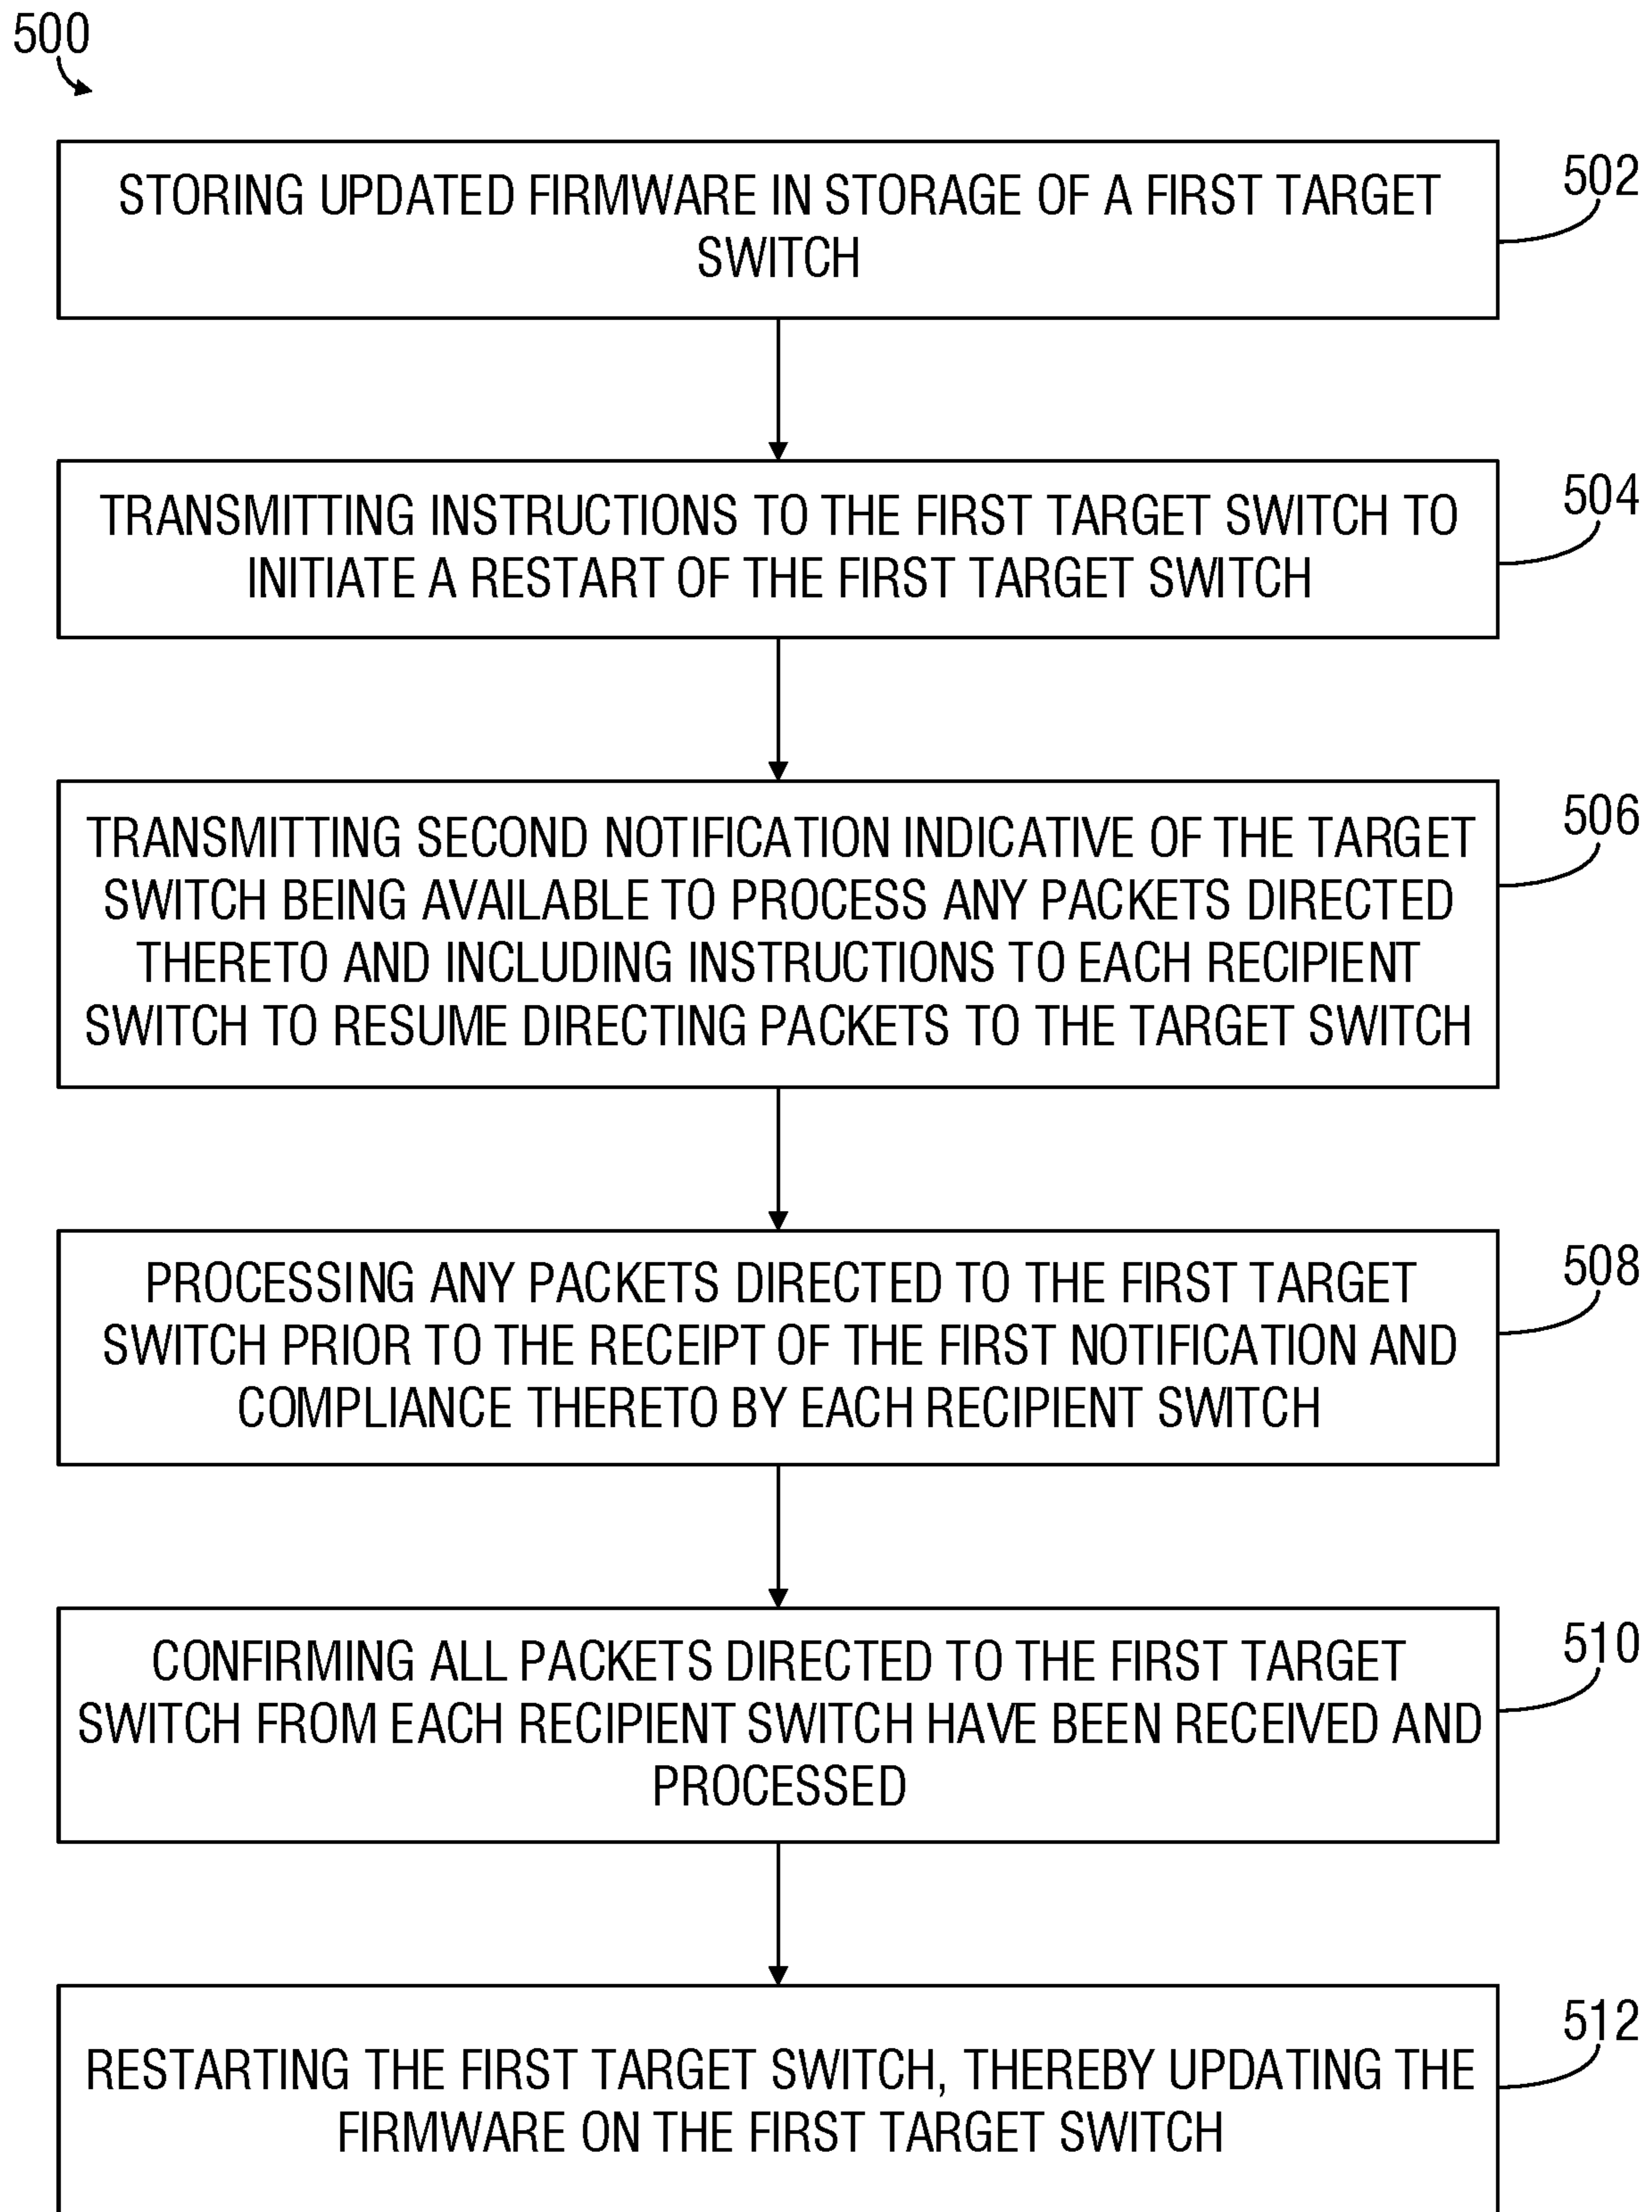 500
STORING UPDATED FIRMWARE IN STORAGE OF A FIRST TARGET
SWITCH
502
TRANSMITTING INSTRUCTIONS TO THE FIRST TARGET SWITCH TO
INITIATE A RESTART OF THE FIRST TARGET SWITCH
504
TRANSMITTING SECOND NOTIFICATION INDICATIVE OF THE TARGET
SWITCH BEING AVAILABLE TO PROCESS ANY PACKETS DIRECTED
THERETO AND INCLUDING INSTRUCTIONS TO EACH RECIPIENT
SWITCH TO RESUME DIRECTING PACKETS TO THE TARGET SWITCH
506
PROCESSING ANY PACKETS DIRECTED TO THE FIRST TARGET
SWITCH PRIOR TO THE RECEIPT OF THE FIRST NOTIFICATION AND
COMPLIANCE THERETO BY EACH RECIPIENT SWITCH
508
CONFIRMING ALL PACKETS DIRECTED TO THE FIRST TARGET
SWITCH FROM EACH RECIPIENT SWITCH HAVE BEEN RECEIVED AND
PROCESSED
510
RESTARTING THE FIRST TARGET SWITCH, THEREBY UPDATING THE
FIRMWARE ON THE FIRST TARGET SWITCH
512